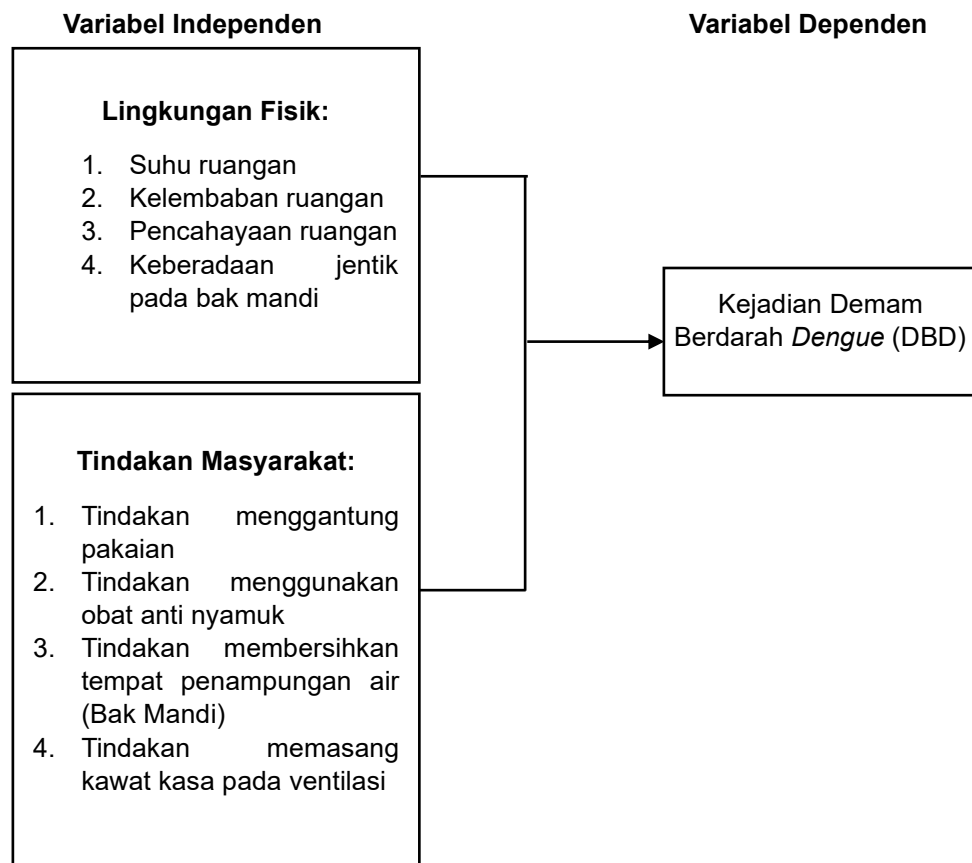 Variabel Independen
Variabel Dependen
Lingkungan Fisik:
1. Suhu ruangan
2. Kelembaban ruangan
3. Pencahayaan ruangan
4. Keberadaan jentik
pada bak mandi
Kejadian Demam
Berdarah Dengue (DBD)
Tindakan Masyarakat:
1. Tindakan menggantung
pakaian
2. Tindakan menggunakan
obat anti nyamuk
3. Tindakan membersihkan
tempat penampungan air
(Bak Mandi)
4. Tindakan memasang
kawat kasa pada ventilasi